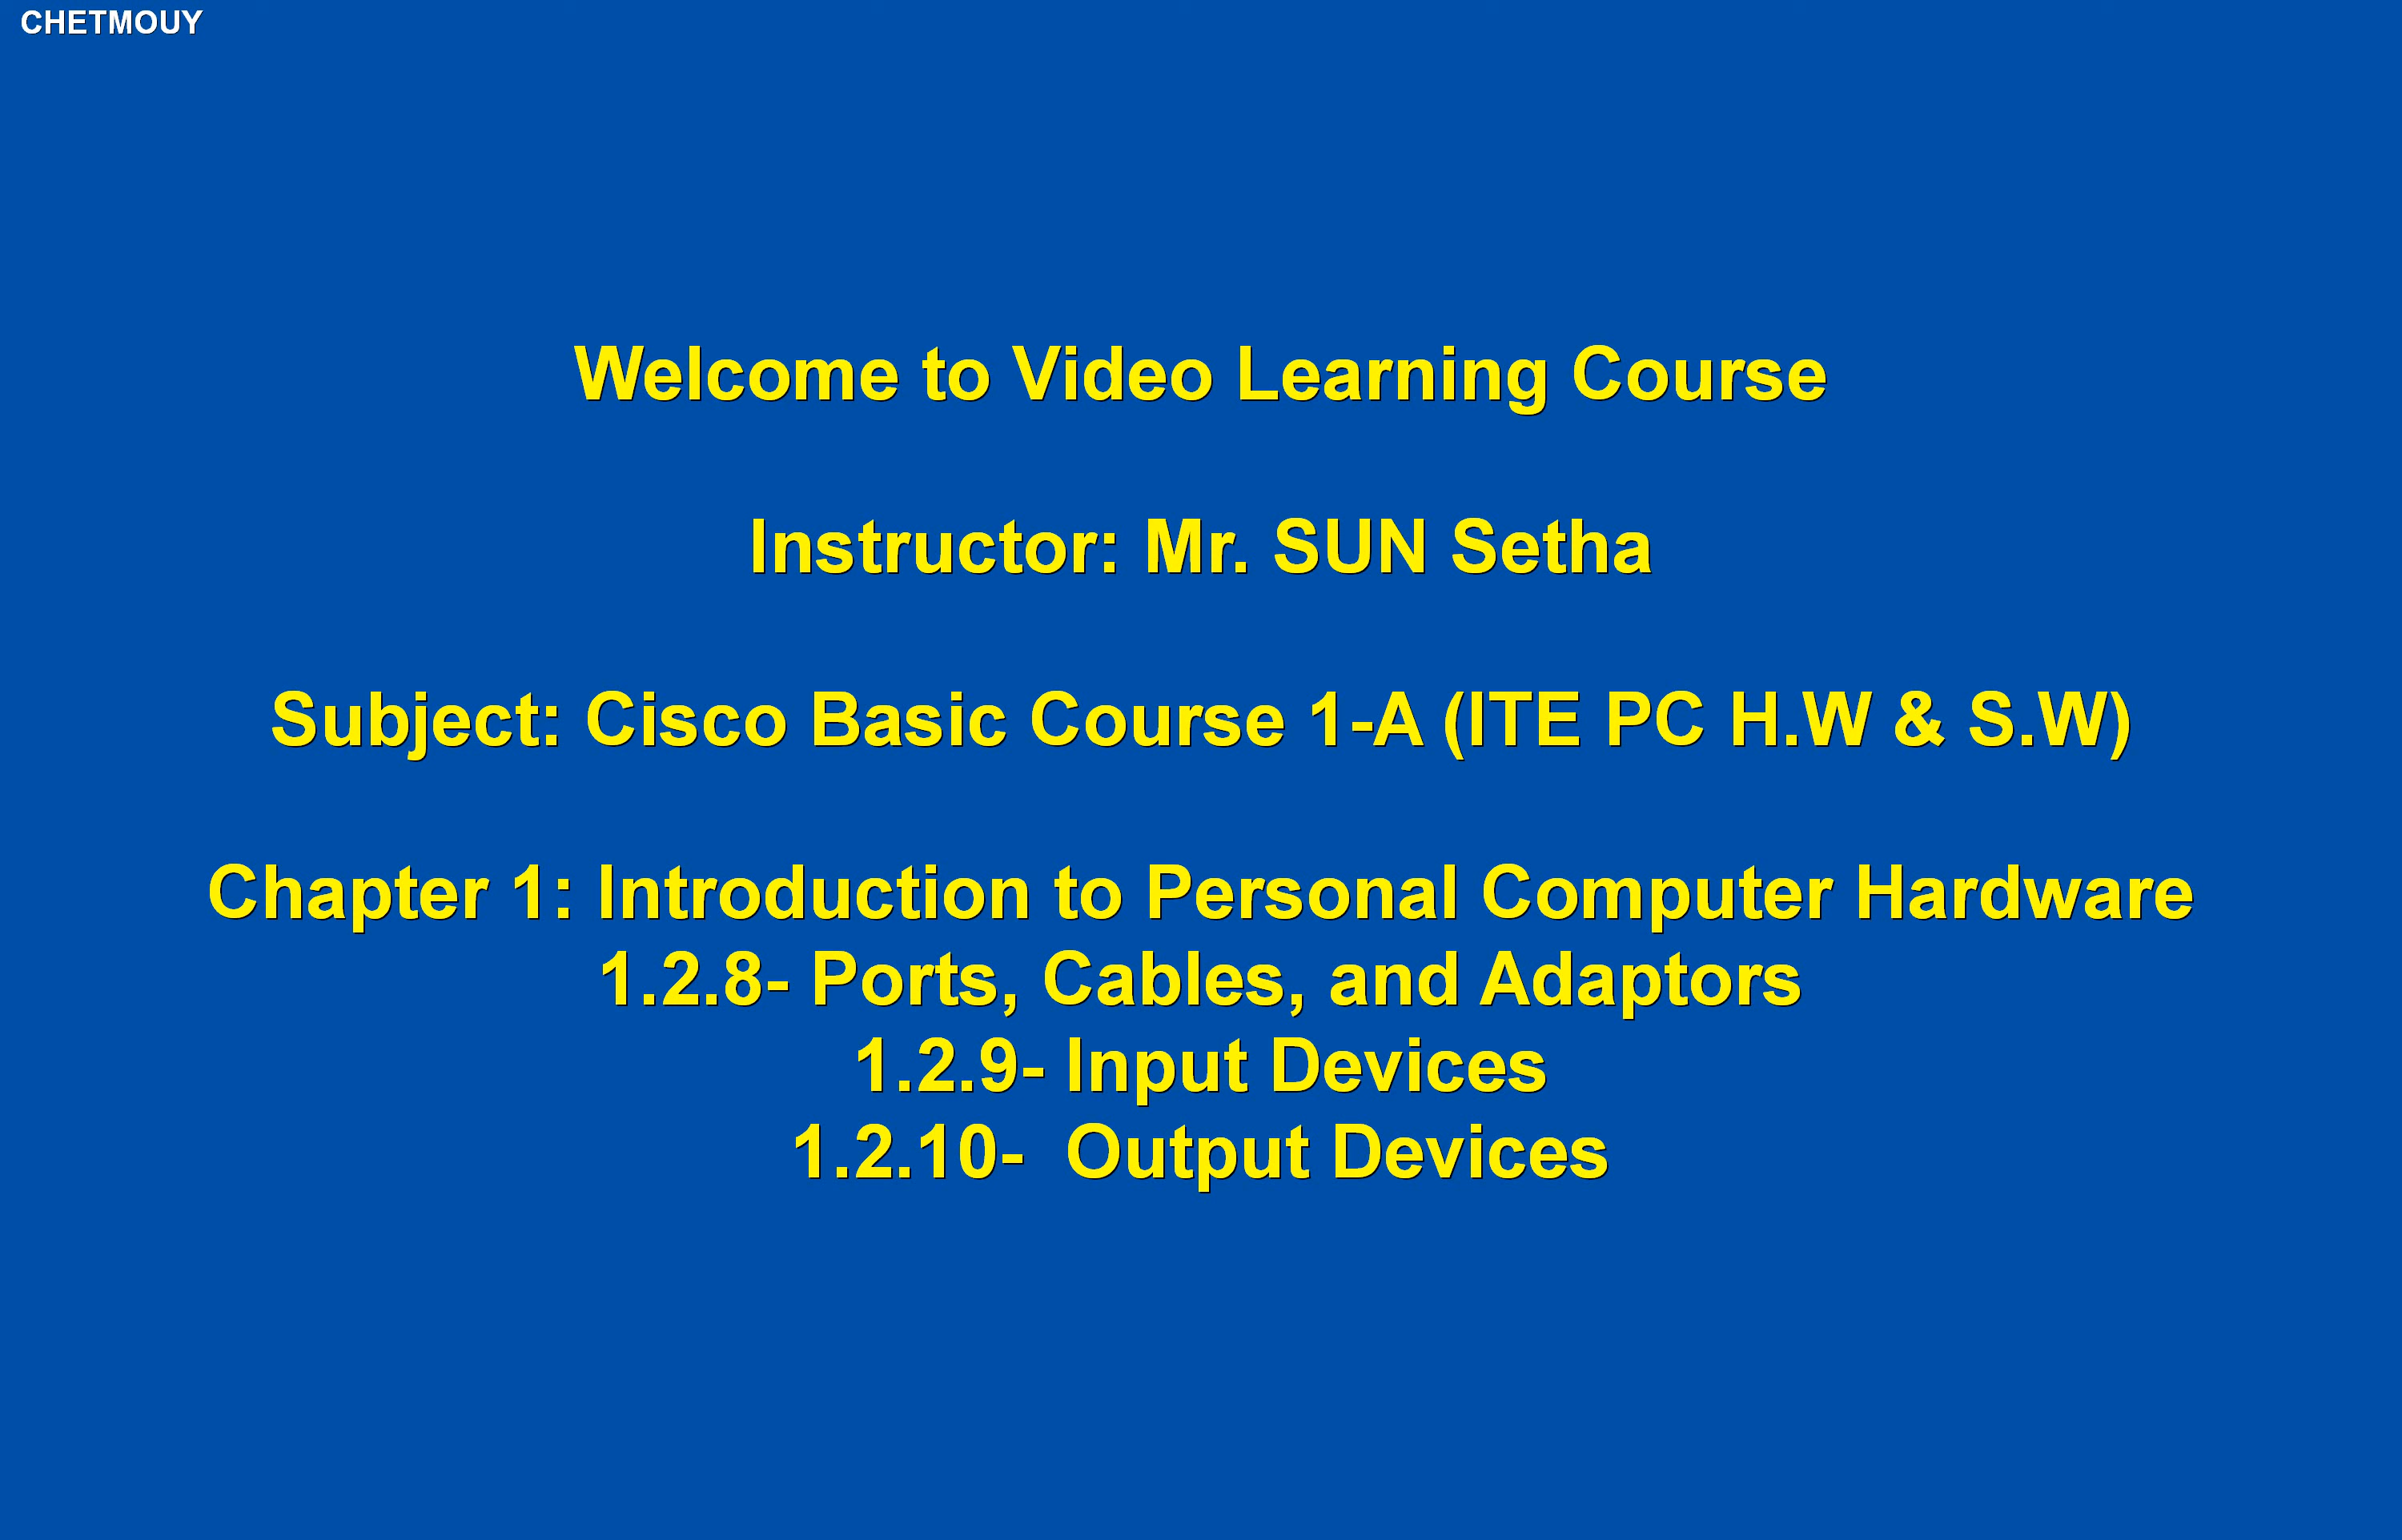 CHETMOUY
Welcome to Video Learning Course
Instructor: Mr. SUN Setha
Subject: Cisco Basic Course 1-A (ITE PC H.W & S.W)
Chapter 1: Introduction to Personal Computer Hardware
1.2.8- Ports, Cables, and Adaptors
1.2.9- Input Devices
1.2.10-  Output Devices